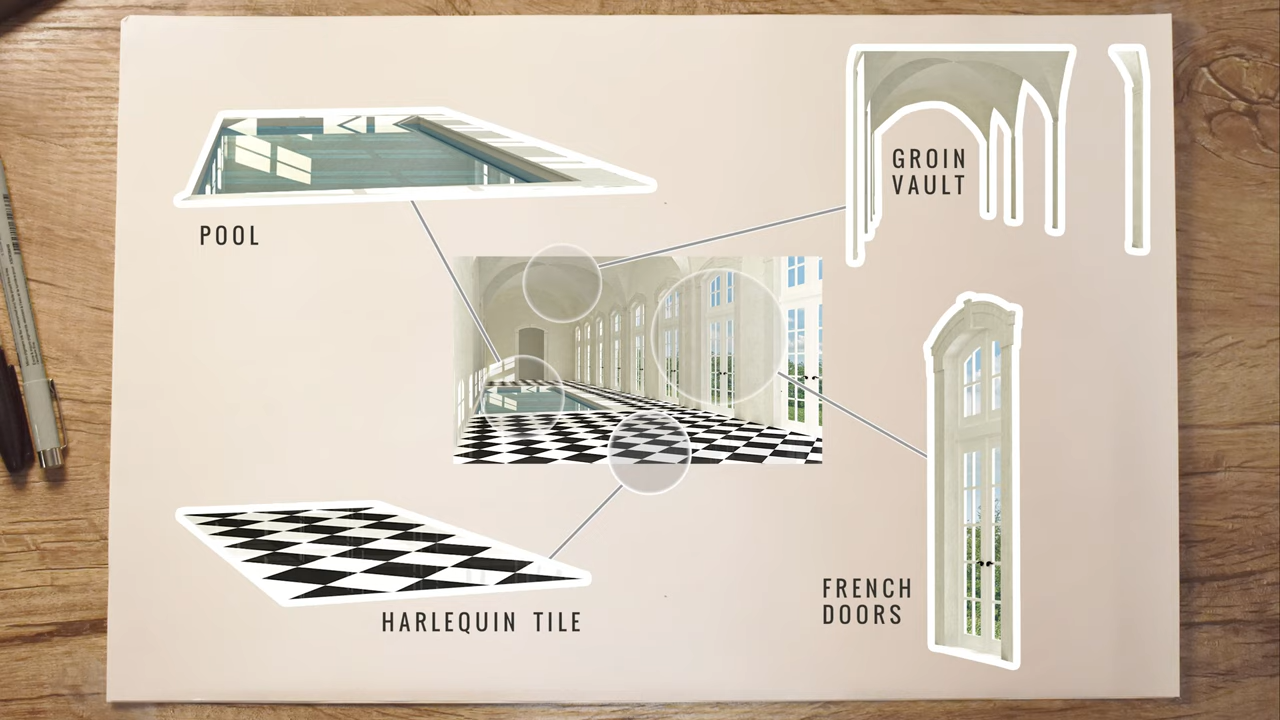 POOL
GROIN
VAULT
HARLEQUIN TILE
FRENCH
DOORS